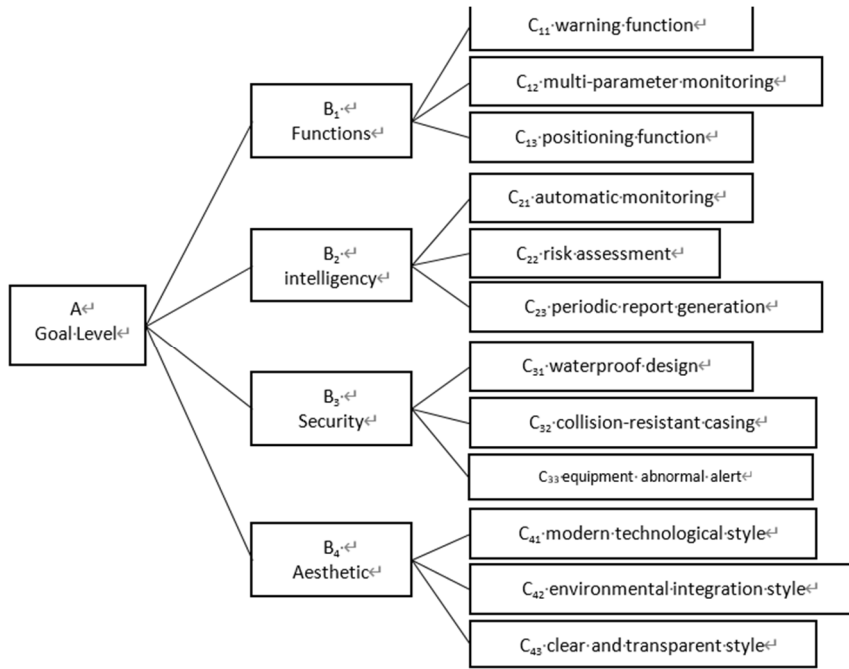 C₁₁·warning·function↵
C₁₂·multi-parameter·monitoring↵
B₁·↵
Functions↵
C₁₃·positioning·function↵
C₂₁·automatic·monitoring↵
B₂·↵
intelligency↵
C₂₂·risk·assessment↵
C₂₃·periodic·report·generation↵
A↵
Goal·Level↵
C₃₁·waterproof·design↵
B₃·↵
Security↵
C₃₂·collision-resistant·casing↵
C₃₃·equipment· abnormal alert↵
C₄₁·modern·technological·style↵
B₄·↵
Aesthetic↵
C₄₂·environmental·integration·style↵
C₄₃·clear·and·transparent·style↵